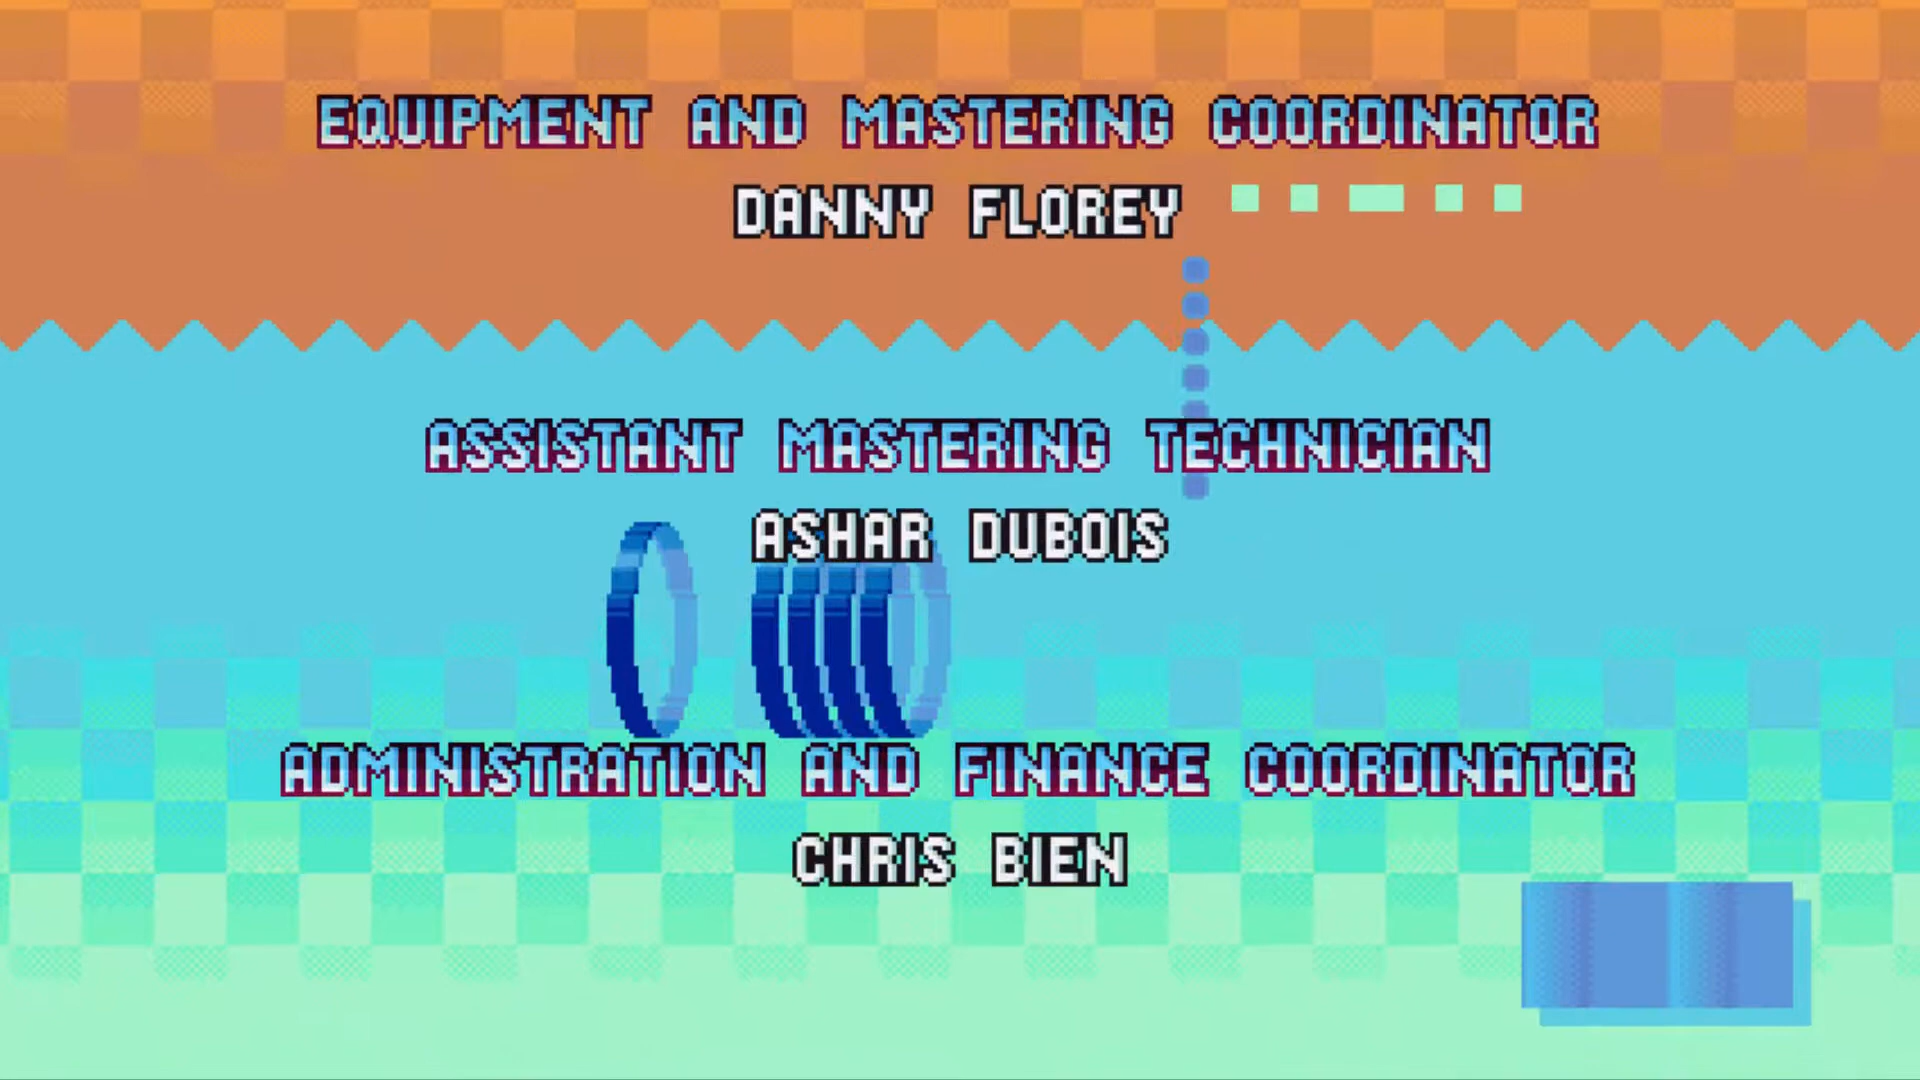 EQUIPMENT AND MASTERING COORDINATOR
DANNY FLOREY
ASSISTANT MASTERING TECHNICIAN
ASHAR DUBOIS
ADMINISTRATION AND FINANCE COORDINATOR
CHRIS BIEN